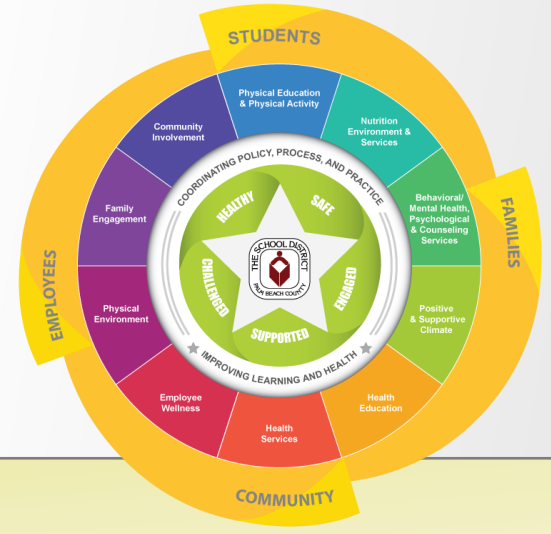 STUDENTS
FAMILIES
COMMUNITY
EMPLOYEES
Physical Education
& Physical Activity
Nutrition
Environment &
Services
Behavioral/
Mental Health,
Psychological
& Counseling
Services
Positive
& Supportive
Climate
Health
Education
Health
Services
Employee
Wellness
Physical
Environment
Family
Engagement
Community
Involvement
COORDINATING POLICY, PROCESS, AND PRACTICE
IMPROVING LEARNING AND HEALTH
HEALTHY
SAFE
ENGAGED
SUPPORTED
CHALLENGED
THE SCHOOL DISTRICT
PALM BEACH COUNTY